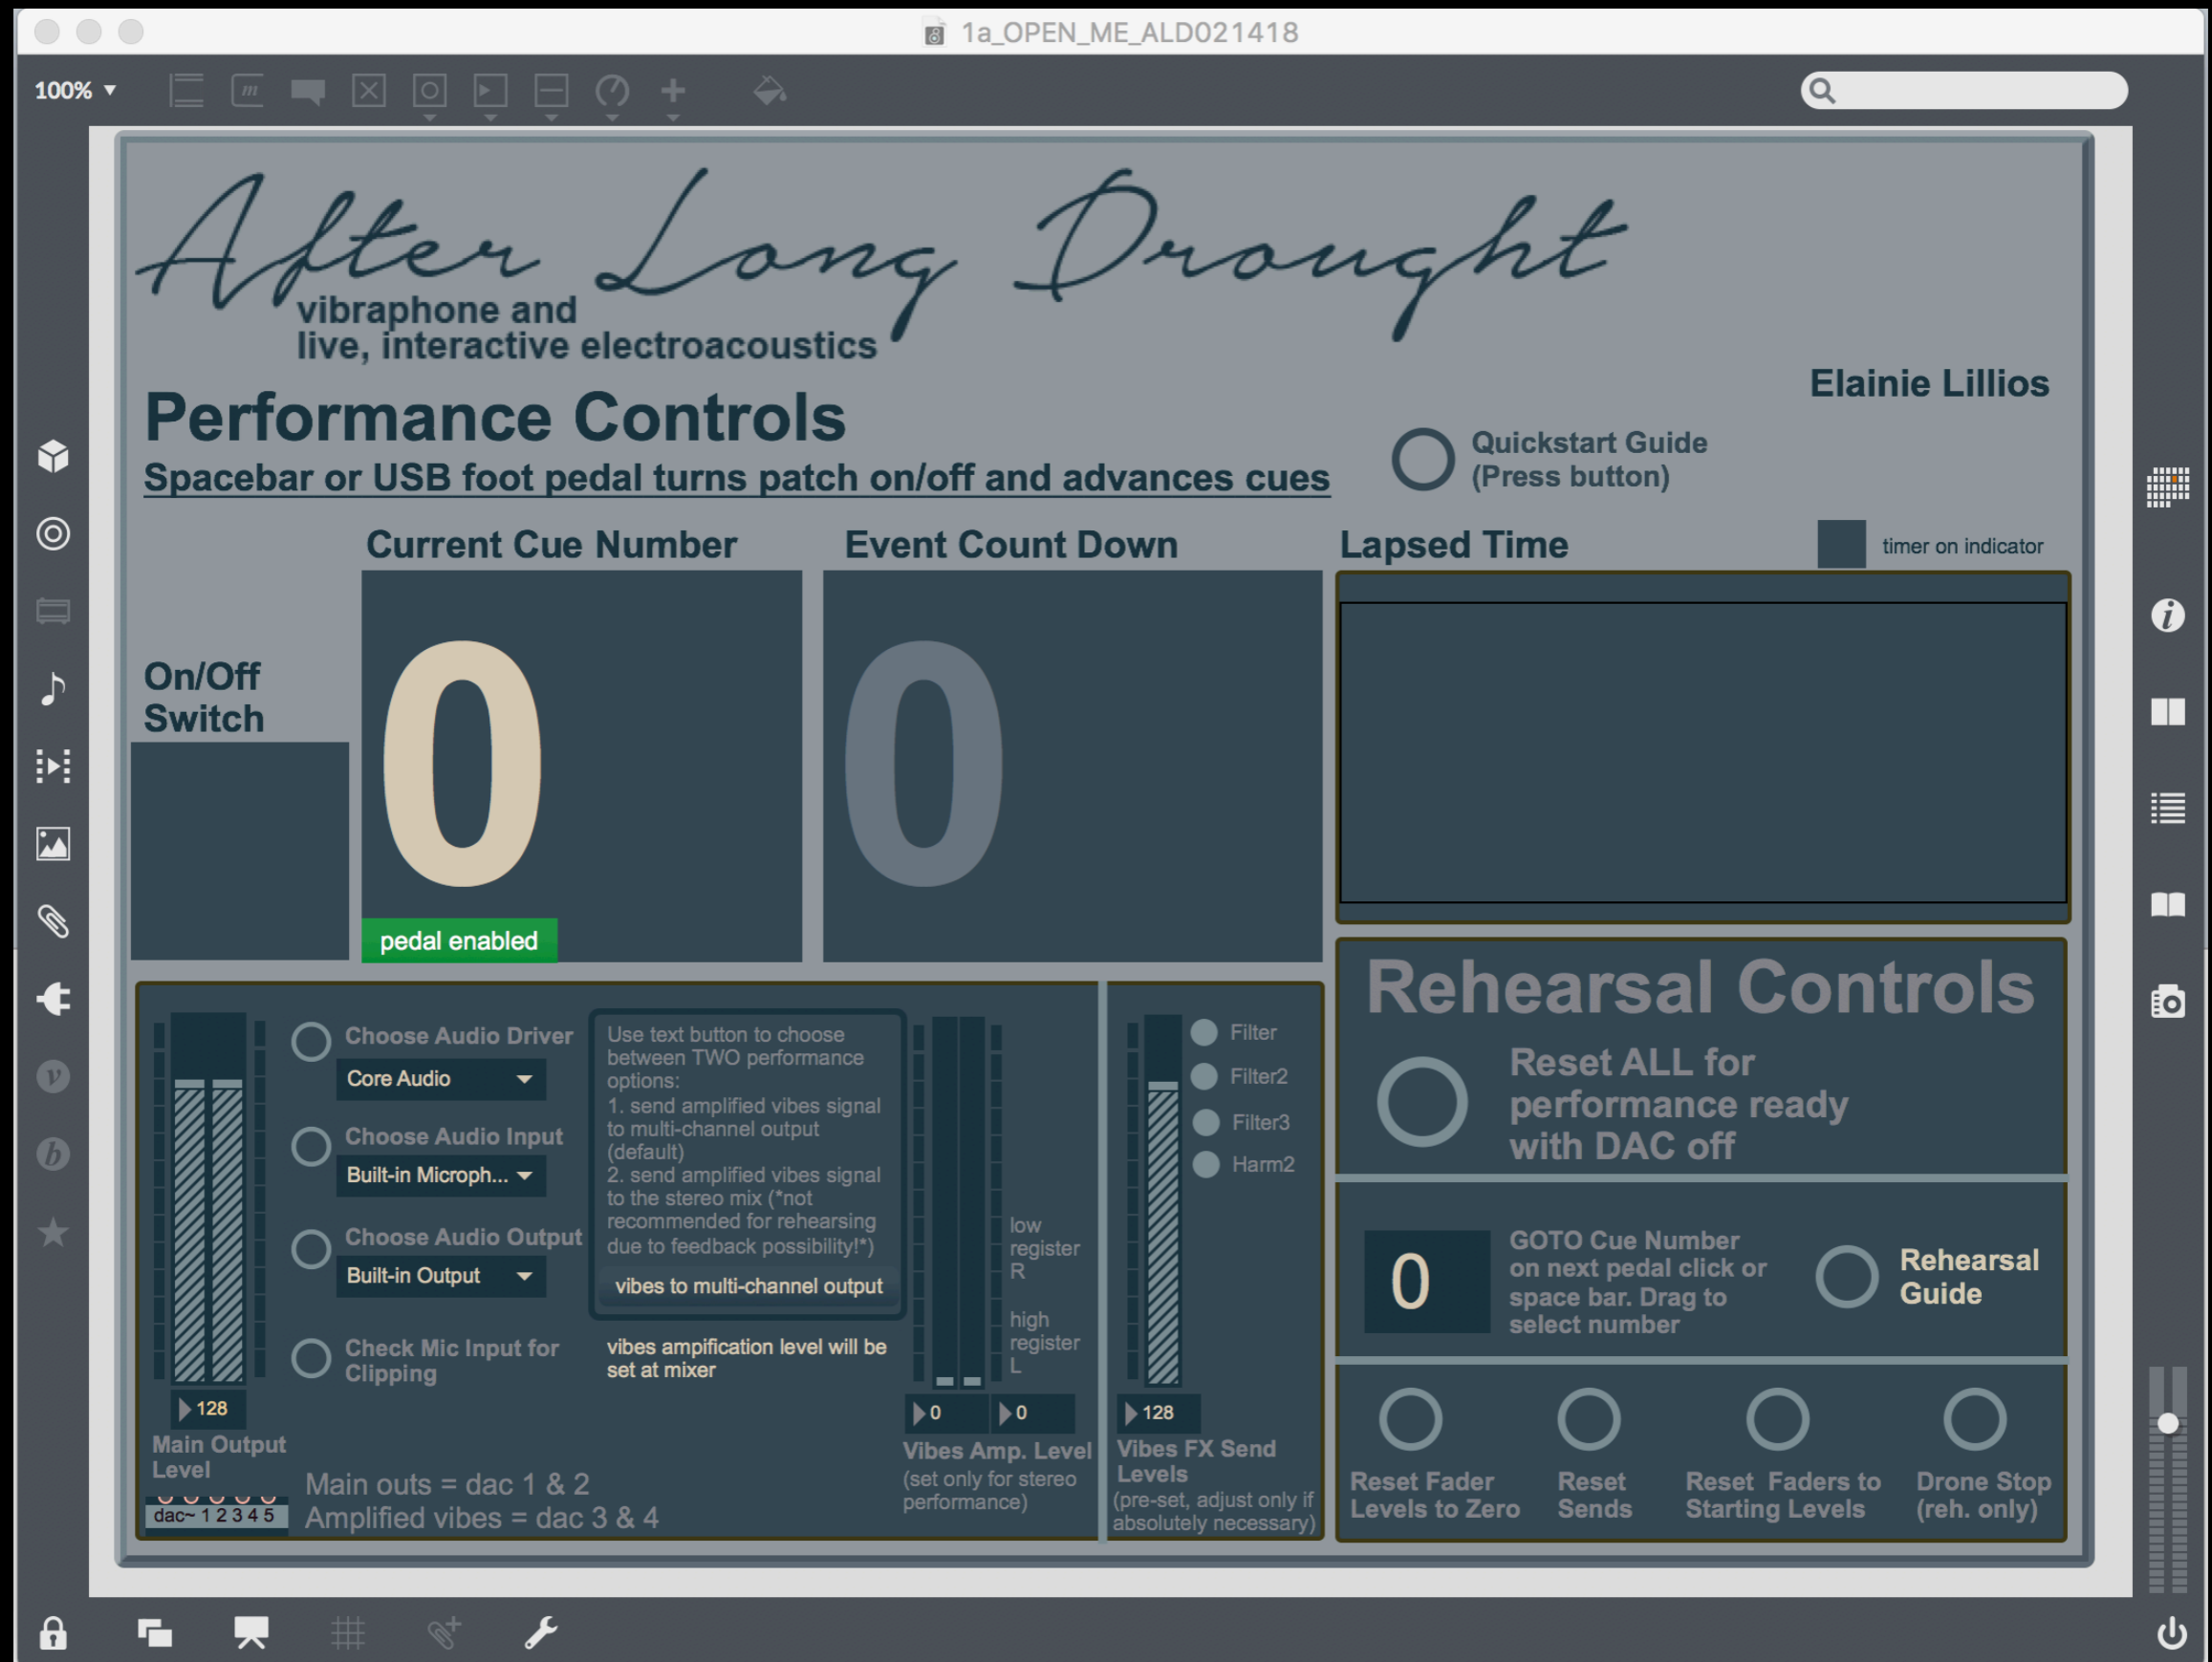 1a_OPEN_ME_ALD021418
100%
m
After Long Drought
vibraphone and
live, interactive electroacoustics
Elainie Lillios
Performance Controls
Spacebar or USB foot pedal turns patch on/off and advances cues
Quickstart Guide
(Press button)
Current Cue Number
Event Count Down
Lapsed Time
timer on indicator
On/Off
Switch
0
0
pedal enabled
Choose Audio Driver
Core Audio
Choose Audio Input
Built-in Microph...
Choose Audio Output
Built-in Output
Check Mic Input for
Clipping
128
Main Output
Level
dac~ 1 2 3 4 5
Main outs = dac 1 & 2
Amplified vibes = dac 3 & 4
Use text button to choose
between TWO performance
options:
1. send amplified vibes signal
to multi-channel output
(default)
2. send amplified vibes signal
to the stereo mix (*not
recommended for rehearsing
due to feedback possibility!*)
vibes to multi-channel output
vibes ampification level will be
set at mixer
low
register
R
high
register
L
0
0
Vibes Amp. Level
(set only for stereo
performance)
Filter
Filter2
Filter3
Harm2
128
Vibes FX Send
Levels
(pre-set, adjust only if
absolutely necessary)
Rehearsal Controls
Reset ALL for
performance ready
with DAC off
0
GOTO Cue Number
on next pedal click or
space bar. Drag to
select number
Rehearsal
Guide
Reset Fader
Levels to Zero
Reset
Sends
Reset Faders to
Starting Levels
Drone Stop
(reh. only)
i
v
b